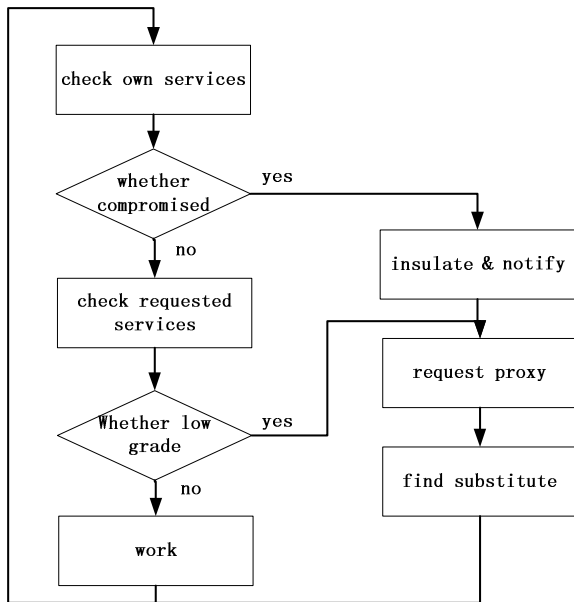 check own services
whether
compromised
yes
no
insulate & notify
check requested
services
request proxy
Whether low
grade
yes
no
find substitute
work